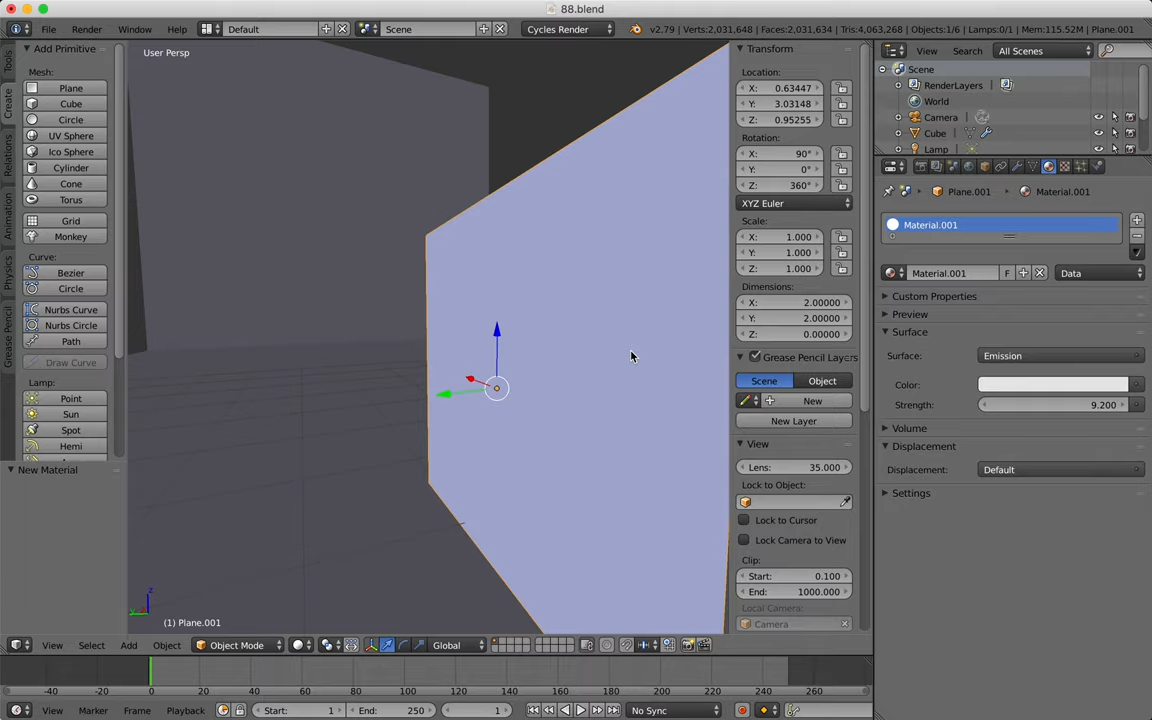 88.blend
File Render Window Help Default Scene Cycles Render v2.79 | Verts:2,031,648 | Faces:2,031,634 | Tris:4,063,268 | Objects:1/6 | Lamps:0/1 | Mem:115.52M | Plane.001
Tools
Create
Relations
Animation
Physics
Grease Pencil
Add Primitive
Mesh:
Plane
Cube
Circle
UV Sphere
Ico Sphere
Cylinder
Cone
Torus
Grid
Monkey
Curve:
Bezier
Circle
Nurbs Curve
Nurbs Circle
Path
Draw Curve
Lamp:
Point
Sun
Spot
Hemi
New Material
User Persp
z
y
(1) Plane.001
Transform
Location:
X: 0.63447
Y: 3.03148
Z: 0.95255
Rotation:
X: 90°
Y: 0°
Z: 360°
XYZ Euler
Scale:
X: 1.000
Y: 1.000
Z: 1.000
Dimensions:
X: 2.00000
Y: 2.00000
Z: 0.00000
Grease Pencil Layers
Scene Object
New
New Layer
View
Lens: 35.000
Lock to Object:
Lock to Cursor
Lock Camera to View
Clip:
Start: 0.100
End: 1000.000
Local Camera:
Camera
View Search All Scenes
Scene
RenderLayers
World
Camera
Cube
Lamp
Plane.001 Material.001
Material.001
Material.001 F Data
Custom Properties
Preview
Surface
Surface: Emission
Color:
Strength: 9.200
Volume
Displacement
Displacement: Default
Settings
View Select Add Object Object Mode Global
-40 -20 0 20 40 60 80 100 120 140 160 180 200 220 240 260
View Marker Frame Playback Start: 1 End: 250 1 No Sync